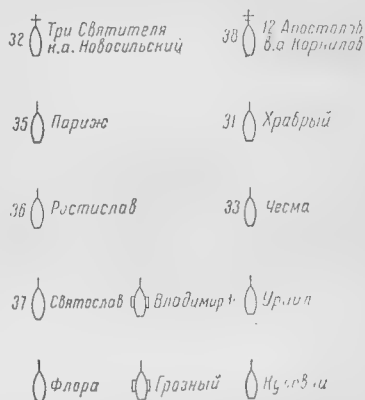 32 Три Святителя
к.а. Новосильский
38 12 Апостолъ
в.а Корнилов
35 Париж
31 Храбрый
36 Ростислав
33 Чесма
37 Святослав
Владимир
Флора
Грозный